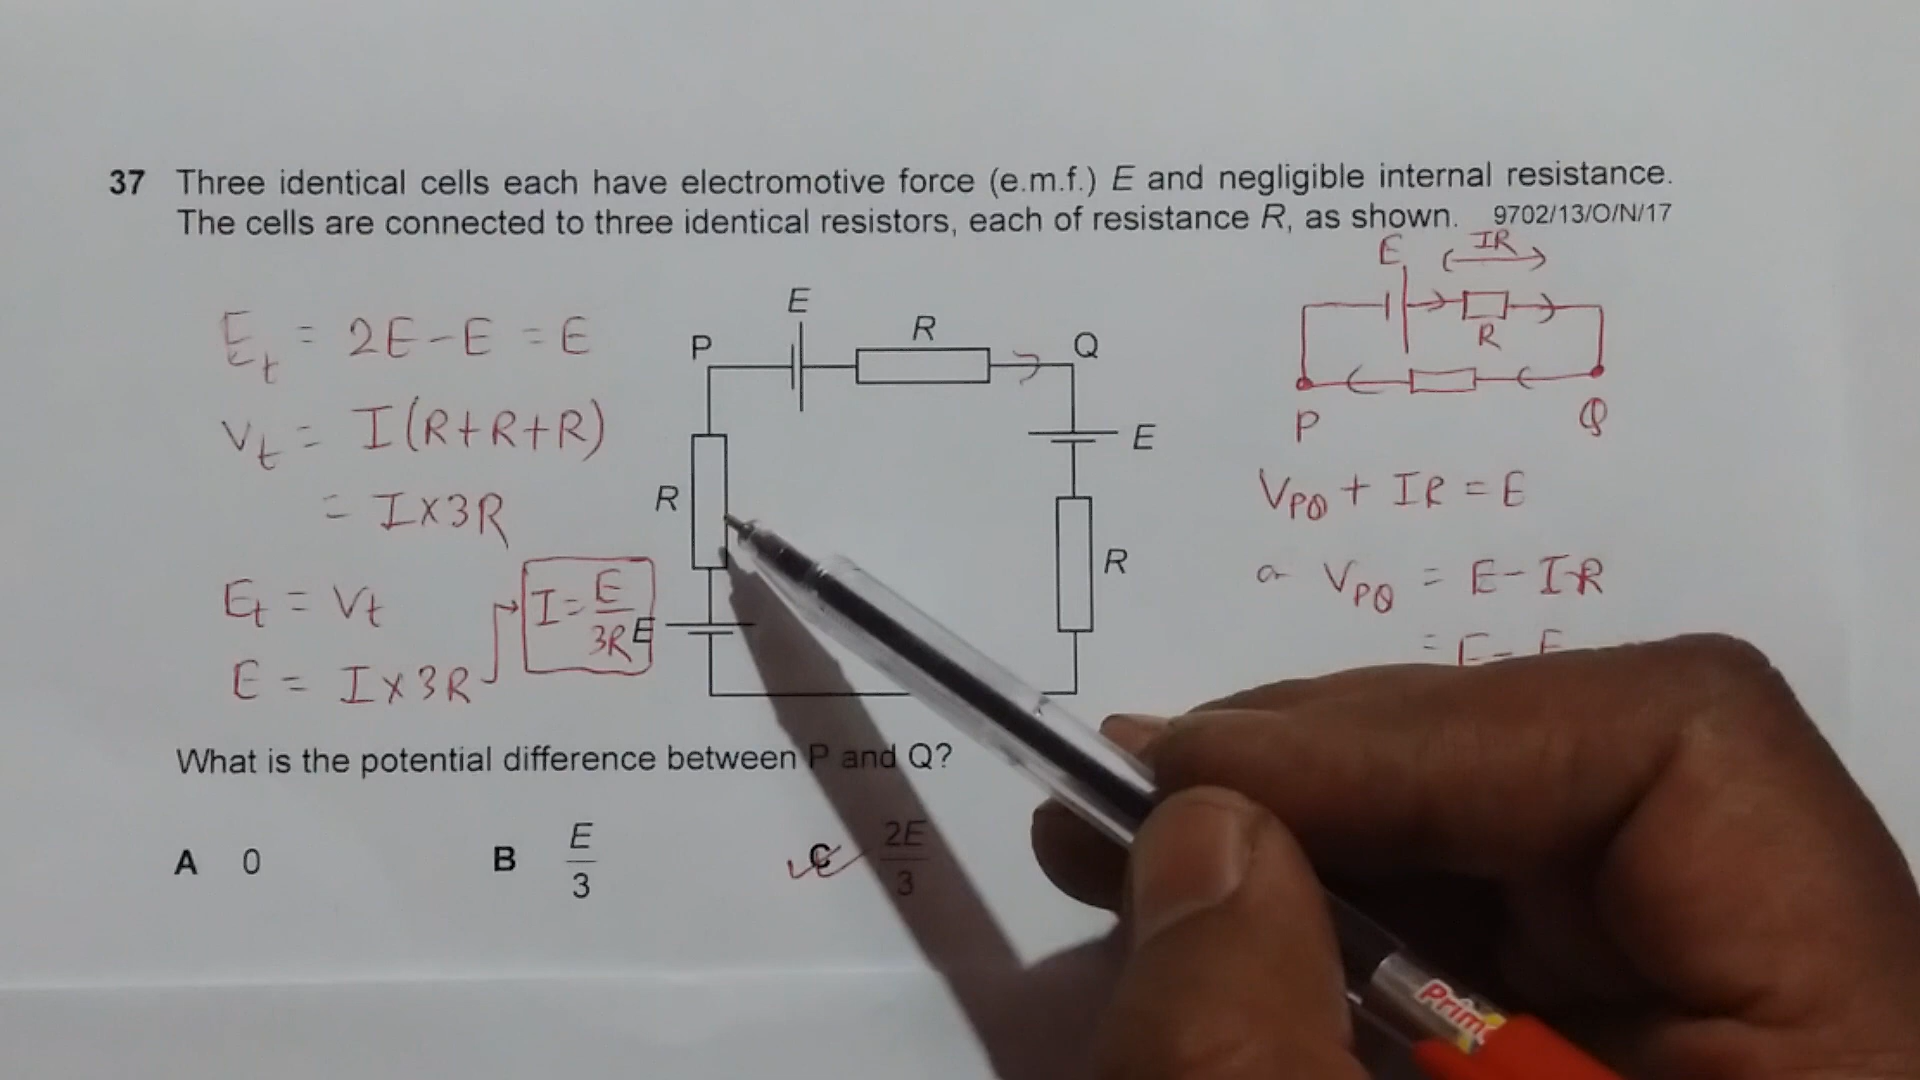 37 Three identical cells each have electromotive force (e.m.f.) E and negligible internal resistance.
The cells are connected to three identical resistors, each of resistance R, as shown. 9702/13/O/N/17
Et = 2E-E = E
Vt = I(R+R+R)
= I×3R
Et = Vt
E = I×3R
I = E/3R
P
E
R
Q
E
R
R
E
E
IR
R
P
Q
VPQ + IR = E
or VPQ = E-IR
What is the potential difference between P and Q?
A 0
B E/3
C 2E/3
Prim